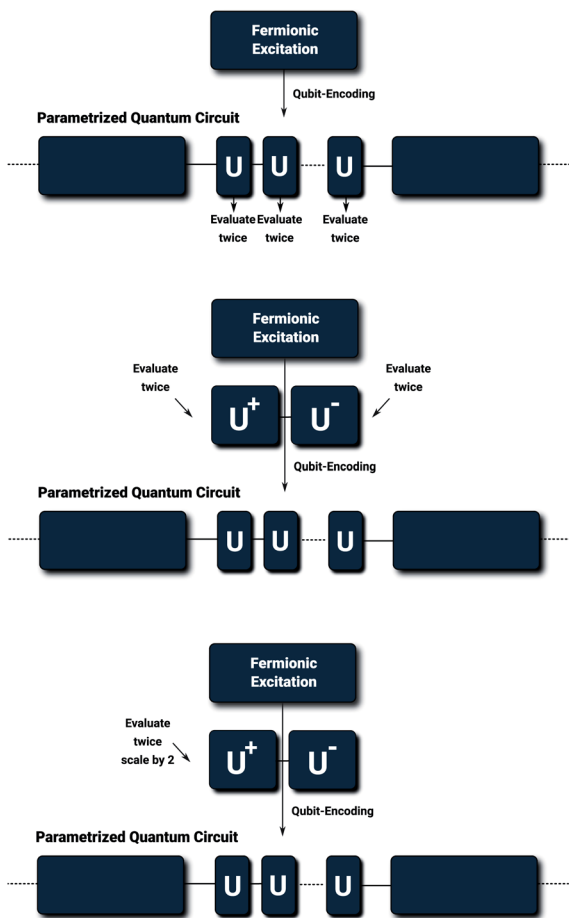 Fermionic
Excitation
Qubit-Encoding
Parametrized Quantum Circuit
U U U
Evaluate Evaluate Evaluate
twice twice twice
Fermionic
Excitation
Evaluate Evaluate
twice twice
U+ U-
Qubit-Encoding
Parametrized Quantum Circuit
U U U
Fermionic
Excitation
Evaluate
twice
scale by 2
U+ U-
Qubit-Encoding
Parametrized Quantum Circuit
U U U